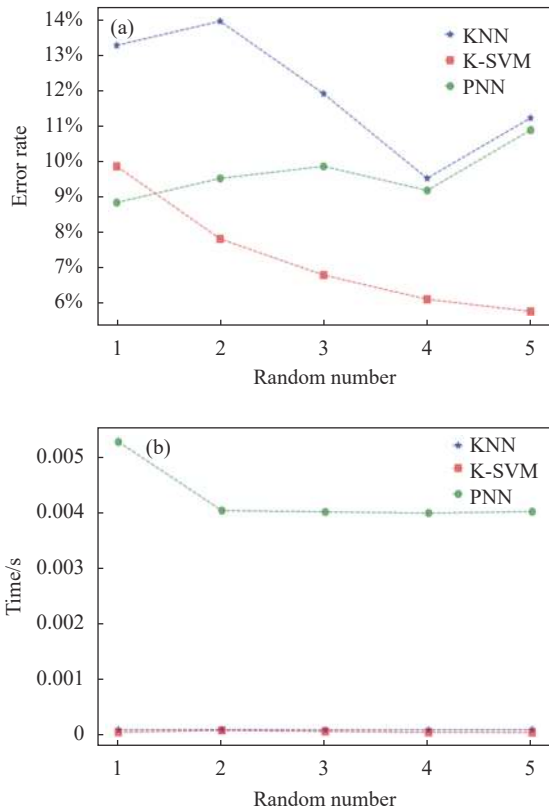 14%
(a)
KNN
13%
K-SVM
12%
PNN
11%
10%
9%
8%
7%
6%
Error rate
1 2 3 4 5
Random number
(b)
KNN
0.005
K-SVM
PNN
0.004
0.003
0.002
0.001
0
Time/s
1 2 3 4 5
Random number